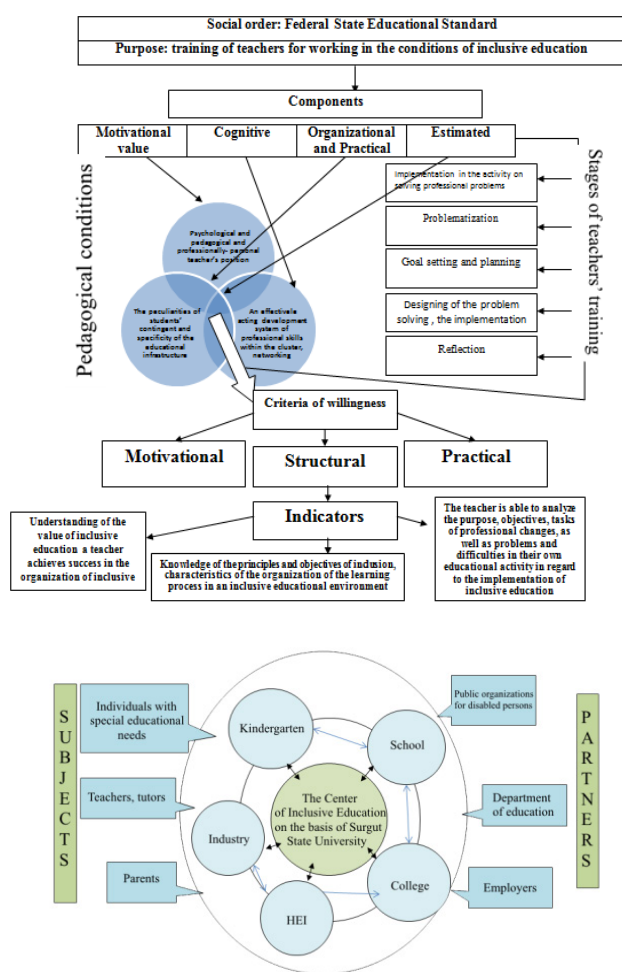 Social order: Federal State Educational Standard
Purpose: training of teachers for working in the conditions of inclusive education
Components
Motivational
value
Cognitive
Organizational
and Practical
Estimated
Pedagogical conditions
Psychological and
pedagogical and
professionally- personal
teacher's position
The peculiarities of
students'
contingent and
specificity of the
educational
infrastructure
An affectively
acting development
system of
professional skills
within the cluster,
networking
Implementation in the activity on
solving professional problems
Problematization
Goal setting and planning
Designing of the problem
solving , the implementation
Reflection
Stages of teachers' training
Criteria of willingness
Motivational
Structural
Practical
Indicators
Understanding of the
value of inclusive
education a teacher
achieves success in the
organization of inclusive
Knowledge of the principles and objectives of inclusion,
characteristics of the organization of the learning
process in an inclusive educational environment
The teacher is able to analyze
the purpose, objectives, tasks
of professional changes, as
well as problems and
difficulties in their own
educational activity in regard
to the implementation of
inclusive education
SUBJECTS
Individuals with
special educational
needs
Teachers, tutors
Parents
Kindergarten
School
Industry
The Center
of Inclusive Education
on the basis of Surgut
State University
HEI
College
Public organizations
for disabled persons
Department
of education
Employers
PARTNERS